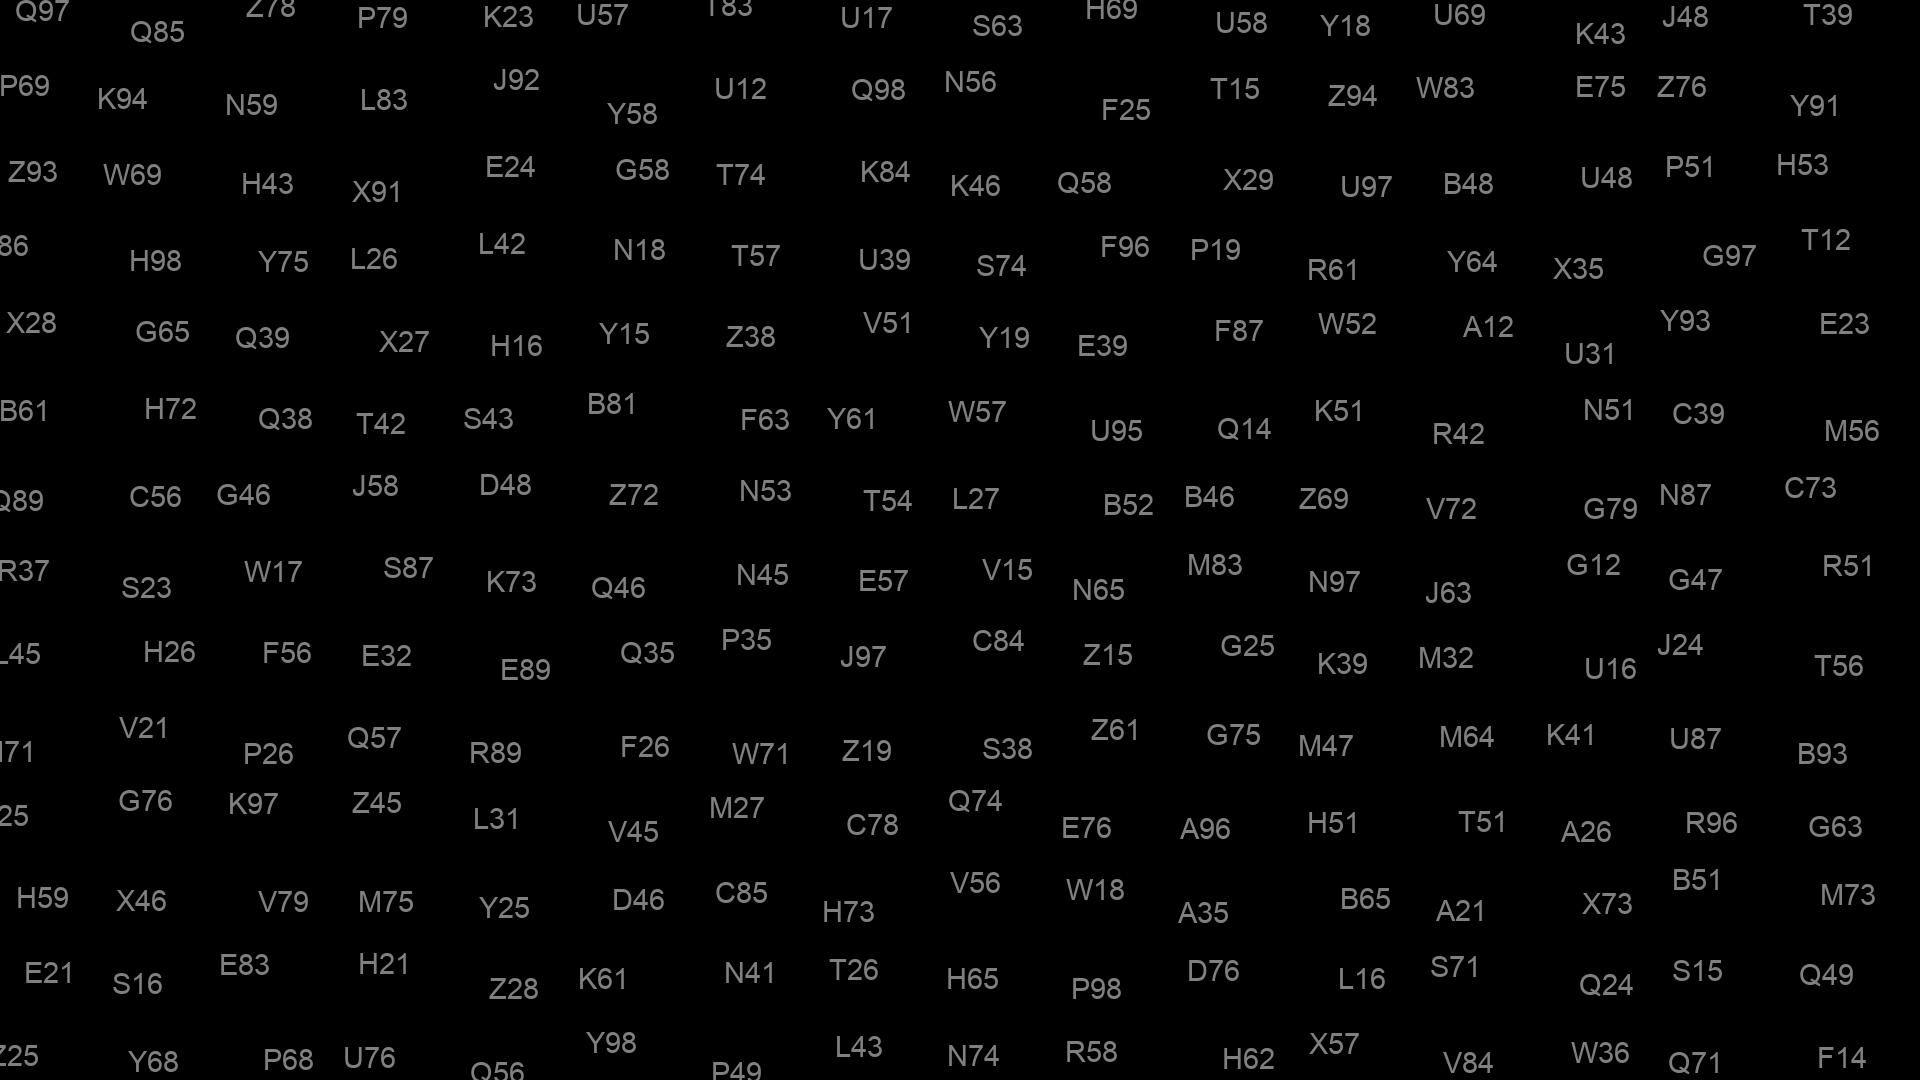 Q97 Q85 Z78 P79 K23 U57 T83 U17 S63 H69 U58 Y18 U69 K43 J48 T39
P69 K94 N59 L83 J92 Y58 U12 Q98 N56 F25 T15 Z94 W83 E75 Z76 Y91
Z93 W69 H43 X91 E24 G58 T74 K84 K46 Q58 X29 U97 B48 U48 P51 H53
86 H98 Y75 L26 L42 N18 T57 U39 S74 F96 P19 R61 Y64 X35 G97 T12
X28 G65 Q39 X27 H16 Y15 Z38 V51 Y19 E39 F87 W52 A12 U31 Y93 E23
B61 H72 Q38 T42 S43 B81 F63 Y61 W57 U95 Q14 K51 R42 N51 C39 M56
Q89 C56 G46 J58 D48 Z72 N53 T54 L27 B52 B46 Z69 V72 G79 N87 C73
R37 S23 W17 S87 K73 Q46 N45 E57 V15 N65 M83 N97 J63 G12 G47 R51
L45 H26 F56 E32 E89 Q35 P35 J97 C84 Z15 G25 K39 M32 U16 J24 T56
71 V21 P26 Q57 R89 F26 W71 Z19 S38 Z61 G75 M47 M64 K41 U87 B93
25 G76 K97 Z45 L31 V45 M27 C78 Q74 E76 A96 H51 T51 A26 R96 G63
H59 X46 V79 M75 Y25 D46 C85 H73 V56 W18 A35 B65 A21 X73 B51 M73
E21 S16 E83 H21 Z28 K61 N41 T26 H65 P98 D76 L16 S71 Q24 S15 Q49
Z25 Y68 P68 U76 Q56 Y98 P49 L43 N74 R58 H62 X57 V84 W36 Q71 F14